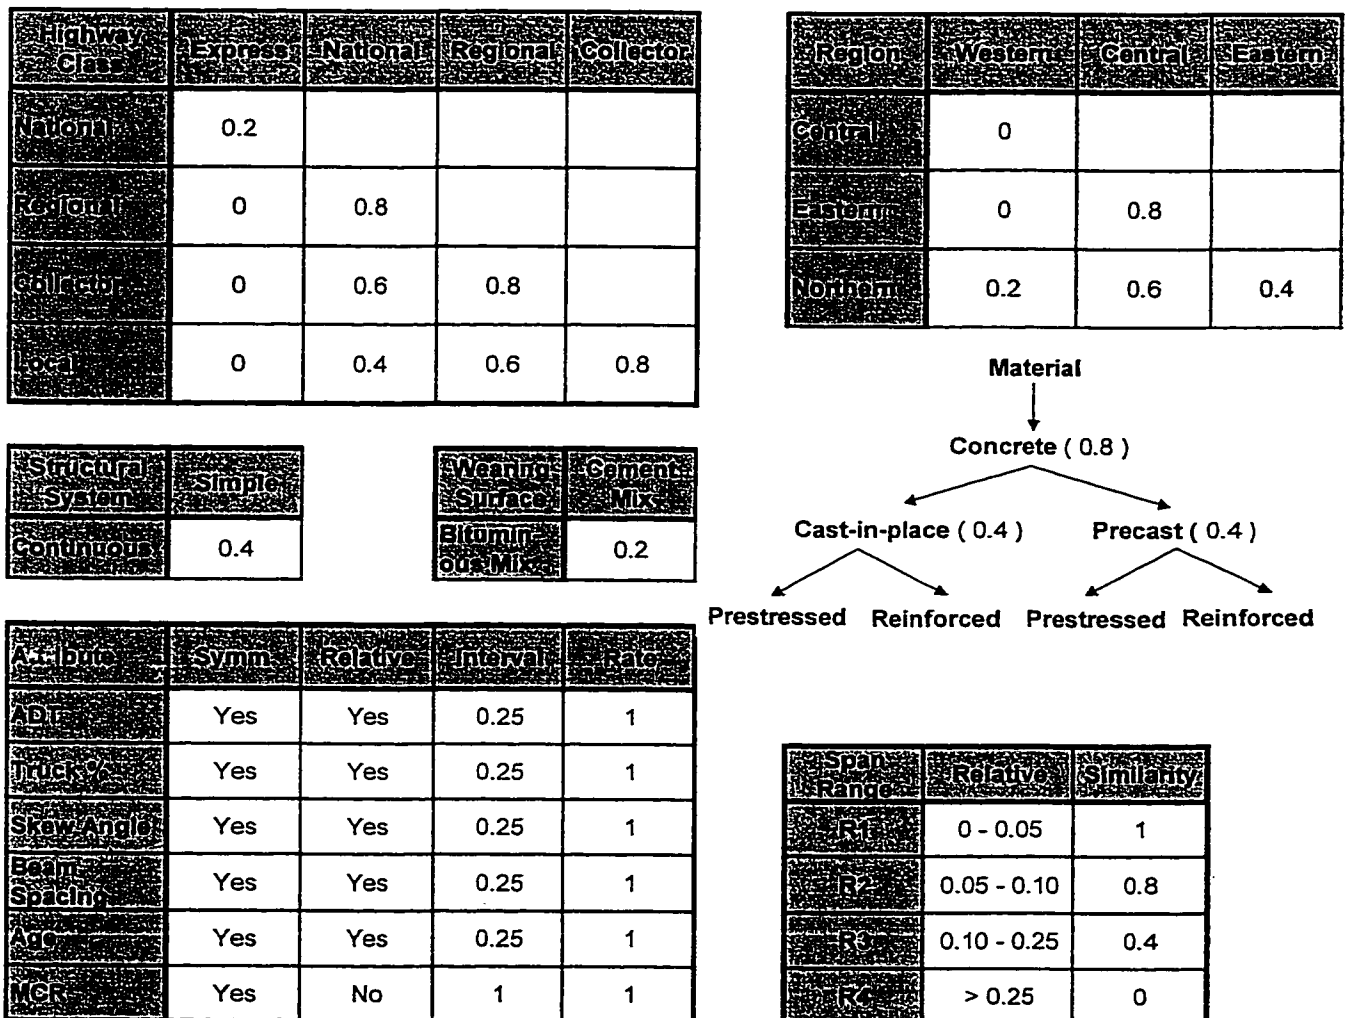 Highway Class Express National Regional Collector
National 0.2
Regional 0 0.8
Collector 0 0.6 0.8
Local 0 0.4 0.6 0.8
Region Western Central Eastern
Central 0
Eastern 0 0.8
Northern 0.2 0.6 0.4
Material
Concrete ( 0.8 )
Cast-in-place ( 0.4 ) Precast ( 0.4 )
Prestressed Reinforced Prestressed Reinforced
Structural System Simple
Continuous 0.4
Wearing Surface Cement Mix
Bitumin-
ous Mix 0.2
Attribute Symm Relative Interval Rate
ADT Yes Yes 0.25 1
Truck % Yes Yes 0.25 1
Skew Angle Yes Yes 0.25 1
Beam Spacing Yes Yes 0.25 1
Age Yes Yes 0.25 1
MCR Yes No 1 1
Span Range Relative Similarity
R1 0 - 0.05 1
R2 0.05 - 0.10 0.8
R3 0.10 - 0.25 0.4
R4 > 0.25 0